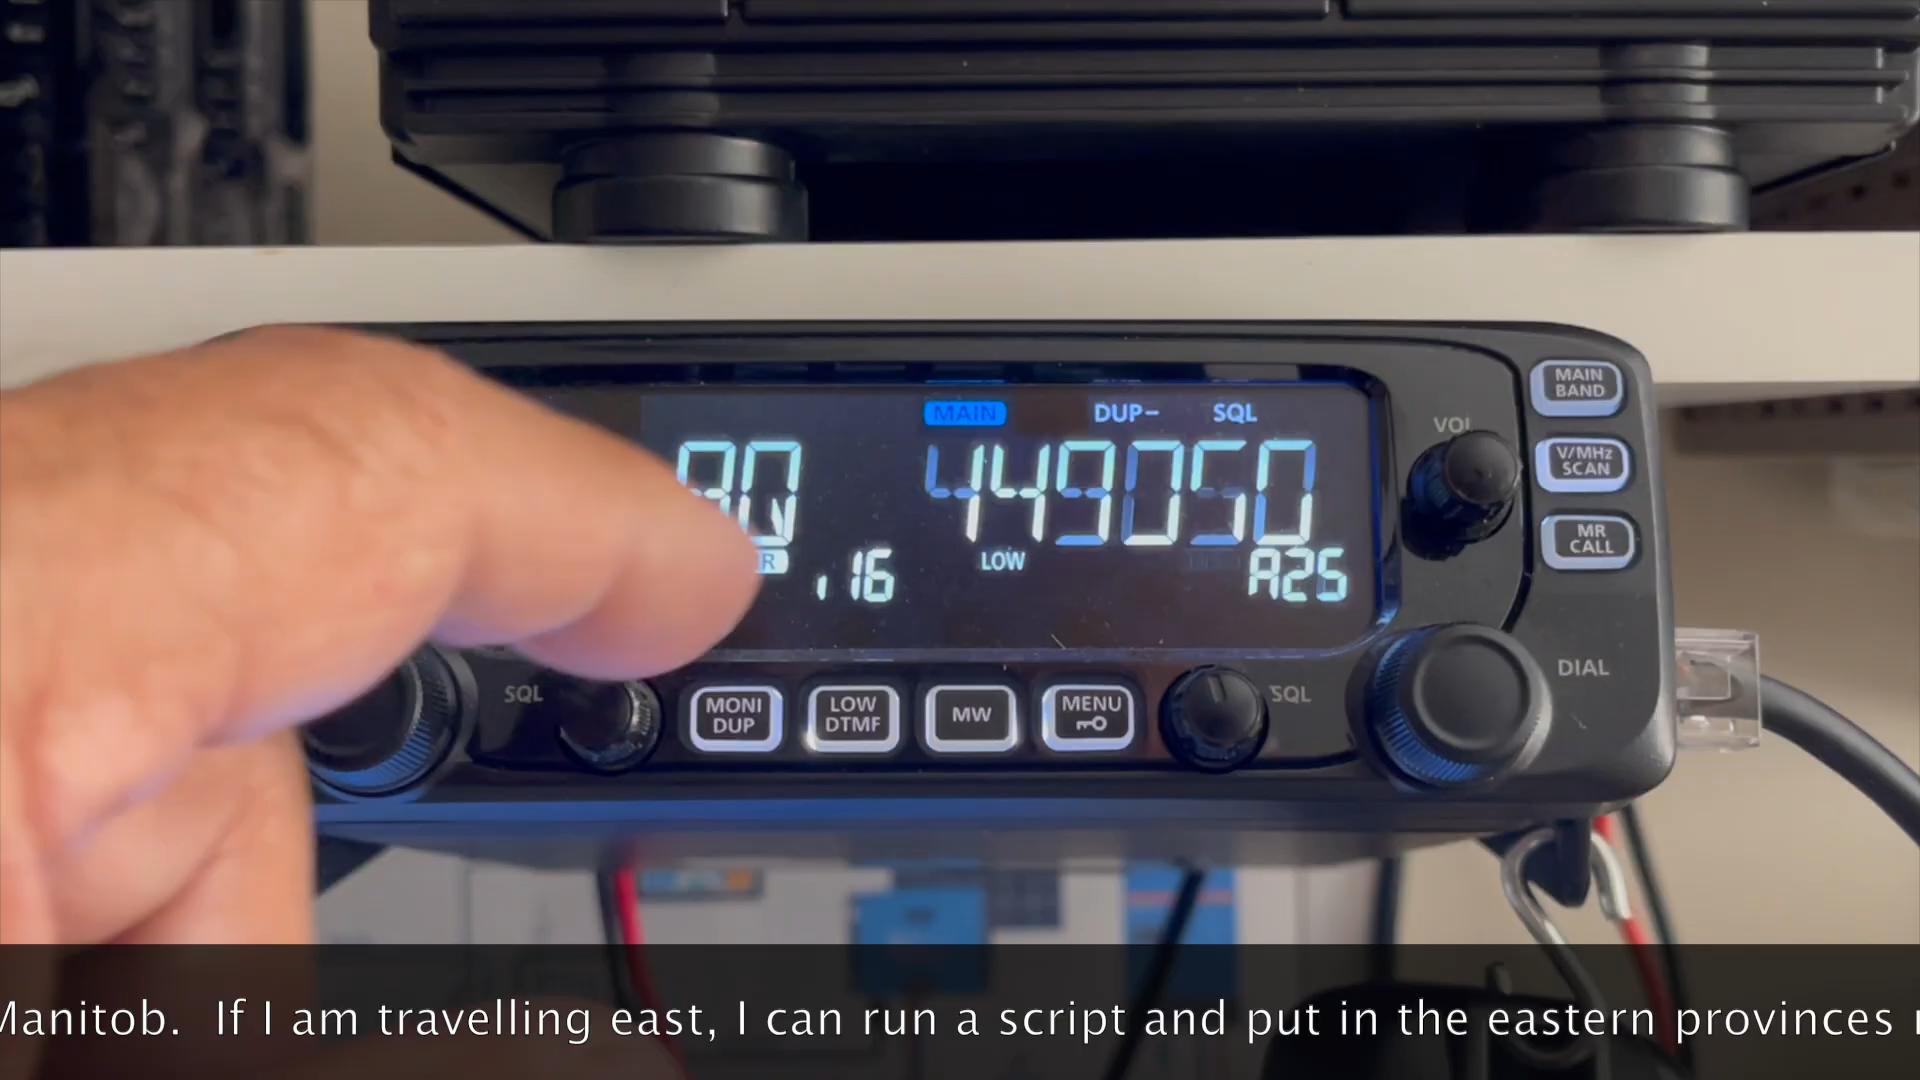 MAIN
BAND
MAIN DUP- SQL
VOL
449050
V/MHz
SCAN
MR
CALL
LOW
16 A25
DIAL
SQL
MONI
DUP
LOW
DTMF
MW
MENU
SQL
Manitob. If I am travelling east, I can run a script and put in the eastern provinces